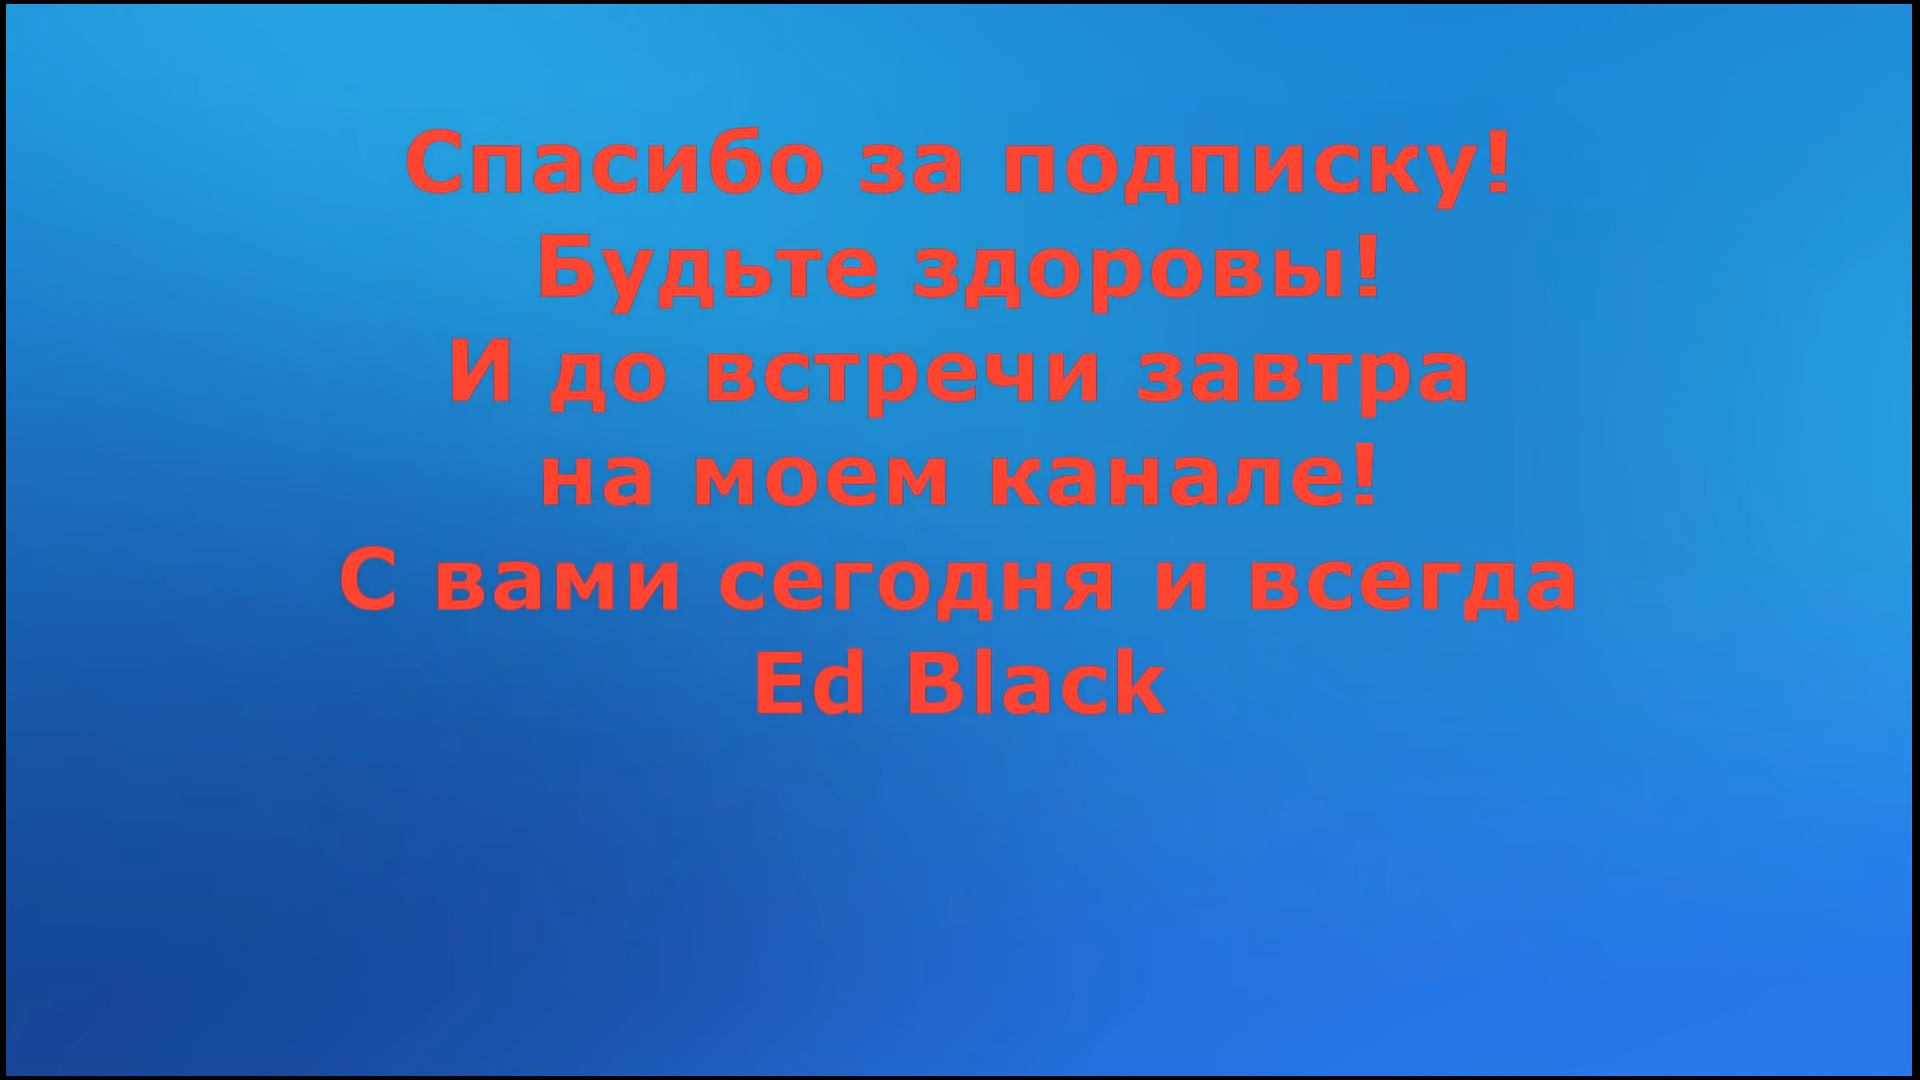 Спасибо за подписку!
Будьте здоровы!
И до встречи завтра
на моем канале!
С вами сегодня и всегда
Ed Black